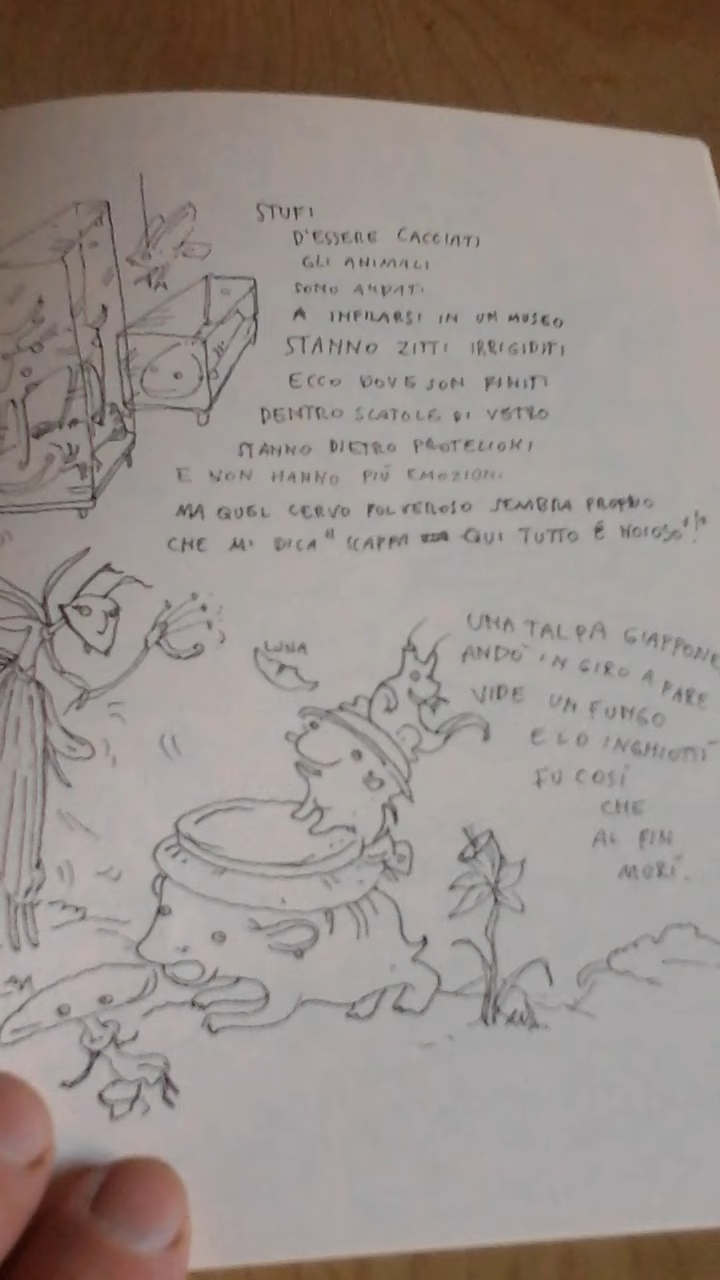 STUFI
D'ESSERE CACCIATI
GLI ANIMALI
SONO ANDATI
A INFILARSI IN UN MUSEO
STANNO ZITTI IRRIGIDITI
ECCO DOVE SON FINITI
DENTRO SCATOLE DI VETRO
STANNO DIETRO PROTEZIONI
E NON HANNO PIÙ EMOZIONI
MA QUEL CERVO POLVEROSO SEMBRA PROPRIO
CHE MI DICA "SCAPPA QUI TUTTO È NOIOSO"!
LUNA
UNA TALPA GIAPPONE
ANDÒ IN GIRO A PARE
VIDE UN FUNGO
E LO INGHIOTTÌ
FU COSÌ
CHE
AL FIN
MORÌ.